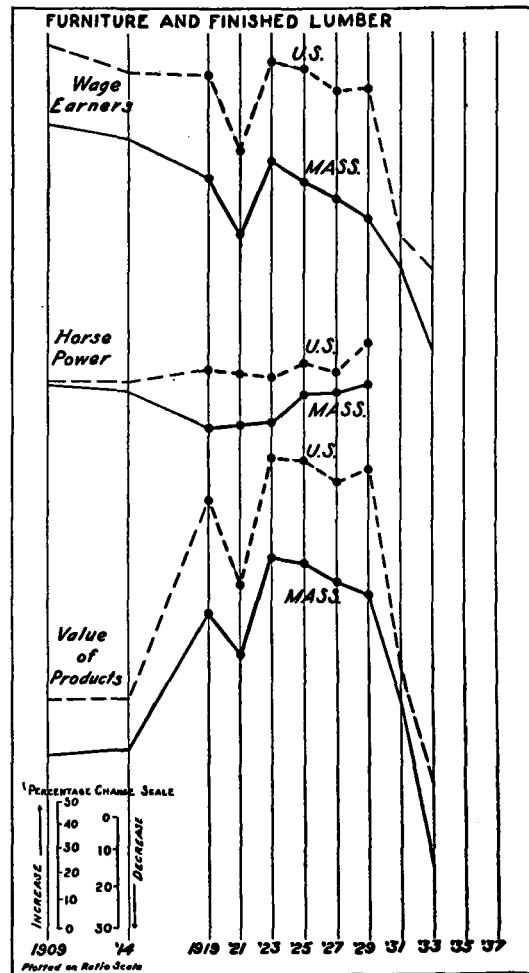 FURNITURE AND FINISHED LUMBER
U.S.
Wage
Earners
MASS.
Horse
Power
U.S.
MASS.
U.S.
MASS.
Value
of
Products
PERCENTAGE CHANGE SCALE
50
40
30
20
10
0
INCREASE
0
10
20
30
DECREASE
1909 '14 1919 '21 '23 '25 '27 '29 '31 '33 '35 '37
Plotted on Ratio Scale